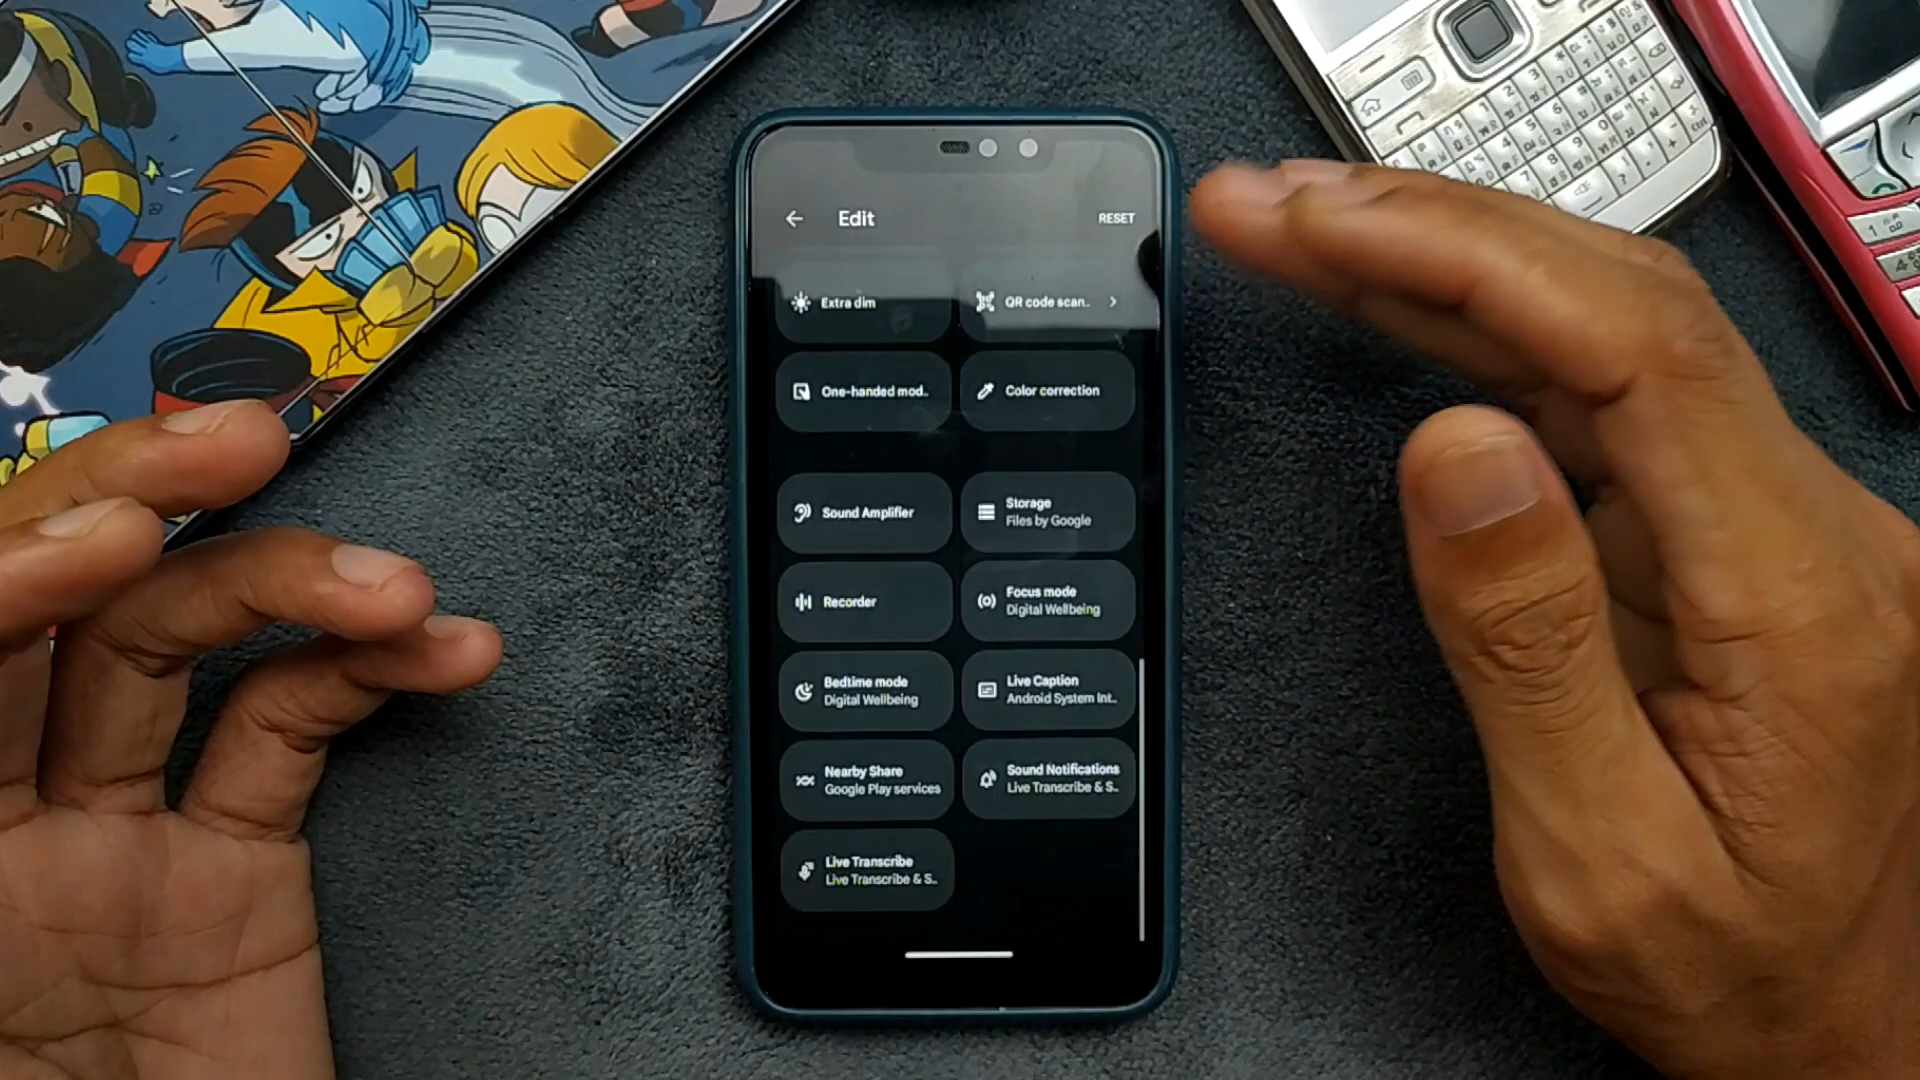 Edit
RESET
Extra dim
QR code scan..
One-handed mod..
Color correction
Sound Amplifier
Storage
Files by Google
Recorder
Focus mode
Digital Wellbeing
Bedtime mode
Digital Wellbeing
Live Caption
Android System Int..
Nearby Share
Google Play services
Sound Notifications
Live Transcribe & S..
Live Transcribe
Live Transcribe & S..